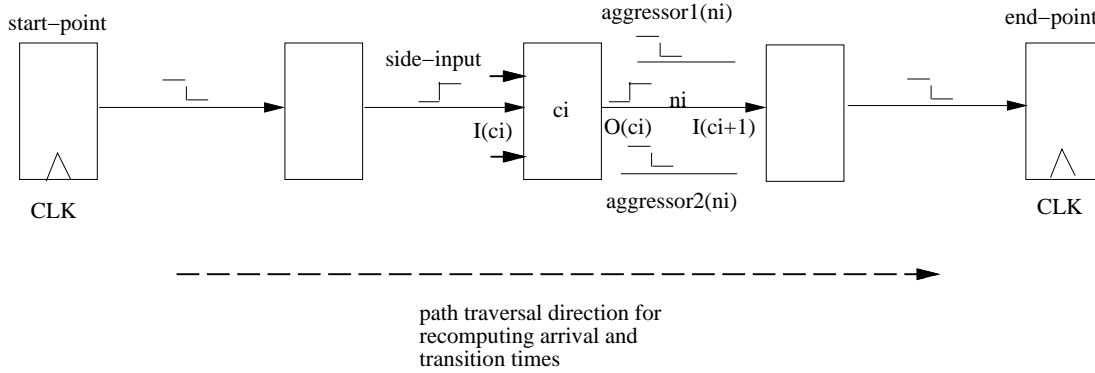 start-point
aggressor1(ni)
end-point
side-input
ci
ni
I(ci)
O(ci)
I(ci+1)
aggressor2(ni)
CLK
CLK
path traversal direction for
recomputing arrival and
transition times